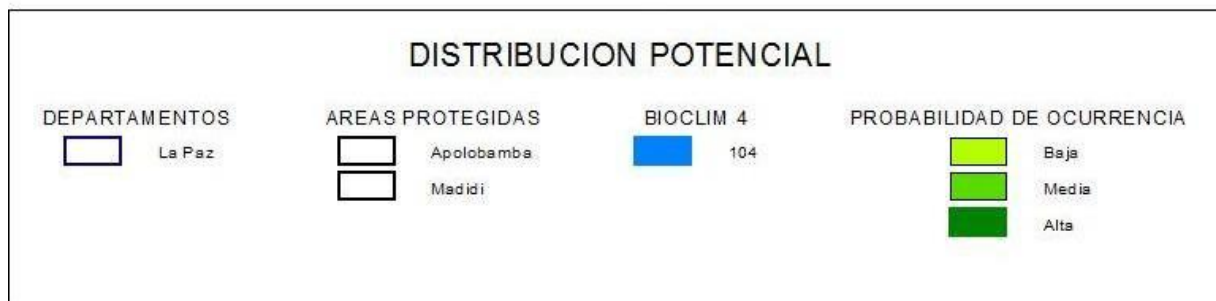 DISTRIBUCION POTENCIAL
DEPARTAMENTOS
La Paz
AREAS PROTEGIDAS
Apolobamba
Madidi
BIOCLIM 4
104
PROBABILIDAD DE OCURRENCIA
Baja
Media
Alta